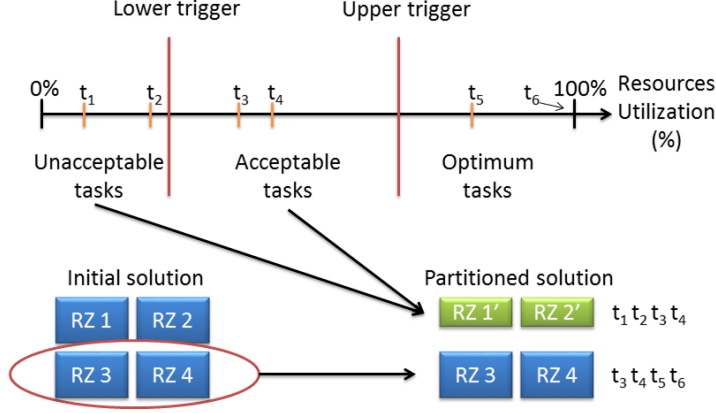 Lower trigger
Upper trigger
0% t1 t2 t3 t4 t5 t6 100%
Resources
Utilization
(%)
Unacceptable
tasks
Acceptable
tasks
Optimum
tasks
Initial solution
Partitioned solution
RZ 1 RZ 2
RZ 1’ RZ 2’ t1 t2 t3 t4
RZ 3 RZ 4
RZ 3 RZ 4 t3 t4 t5 t6